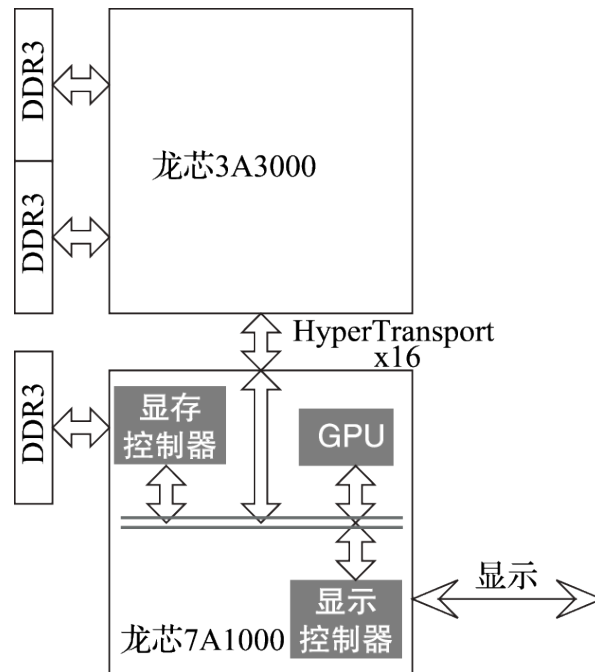 DDR3
龙芯3A3000
DDR3
HyperTransport
x16
DDR3
显存
控制器
GPU
显示
控制器
显示
龙芯7A1000